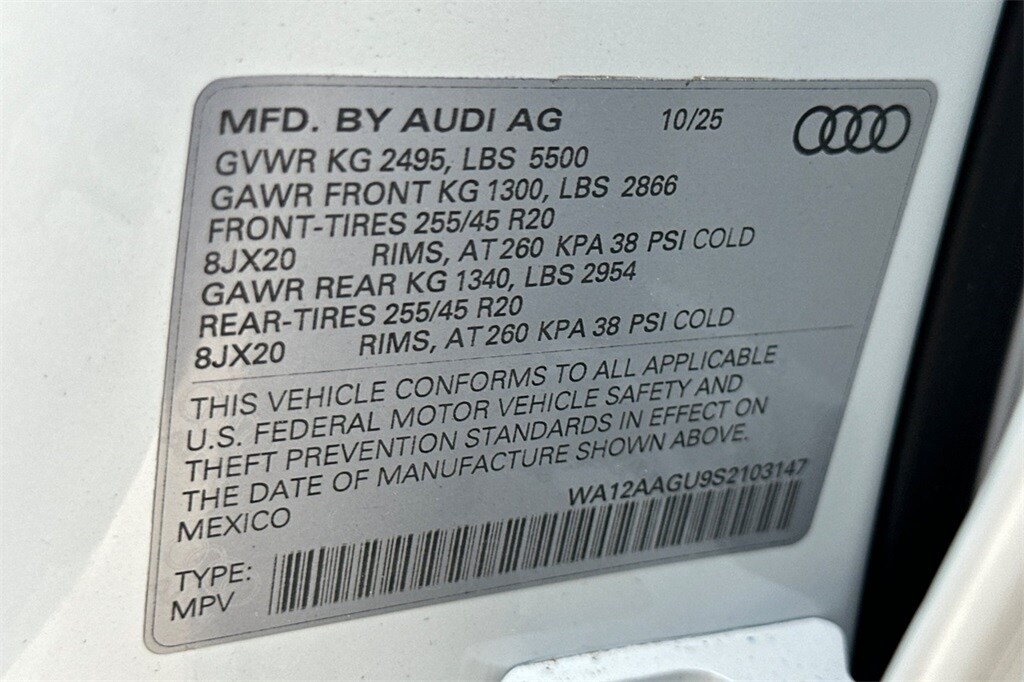 MFD. BY AUDI AG 10/25
GVWR KG 2495, LBS 5500
GAWR FRONT KG 1300, LBS 2866
FRONT-TIRES 255/45 R20
8JX20 RIMS, AT 260 KPA 38 PSI COLD
GAWR REAR KG 1340, LBS 2954
REAR-TIRES 255/45 R20
8JX20 RIMS, AT 260 KPA 38 PSI COLD
THIS VEHICLE CONFORMS TO ALL APPLICABLE
U.S. FEDERAL MOTOR VEHICLE SAFETY AND
THEFT PREVENTION STANDARDS IN EFFECT ON
THE DATE OF MANUFACTURE SHOWN ABOVE.
MEXICO WA12AAGU9S2103147
TYPE:
MPV